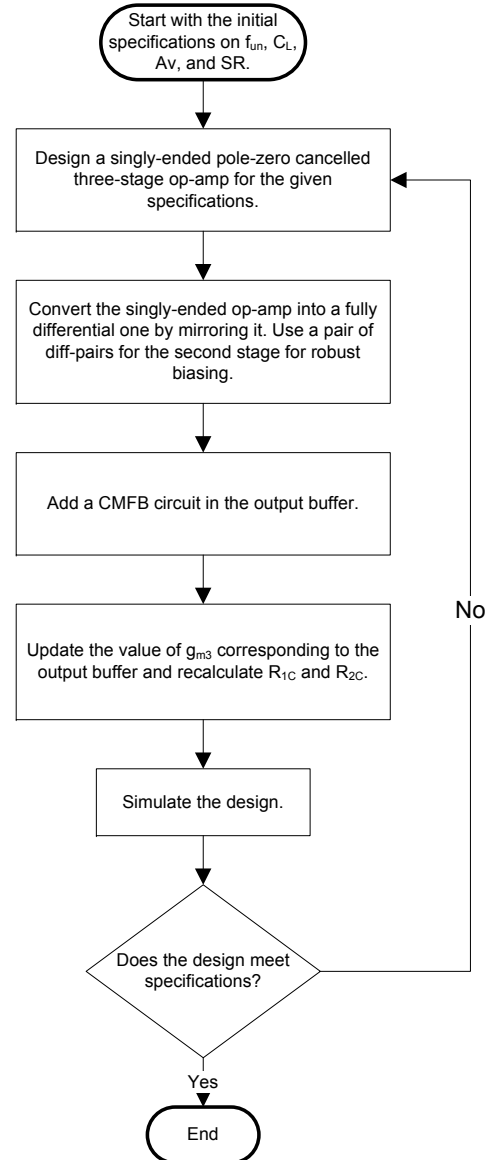 Start with the initial
specifications on fun, CL,
Av, and SR.
Design a singly-ended pole-zero cancelled
three-stage op-amp for the given
specifications.
Convert the singly-ended op-amp into a fully
differential one by mirroring it. Use a pair of
diff-pairs for the second stage for robust
biasing.
Add a CMFB circuit in the output buffer.
Update the value of gm3 corresponding to the
output buffer and recalculate R1C and R2C.
Simulate the design.
Does the design meet
specifications?
No
Yes
End